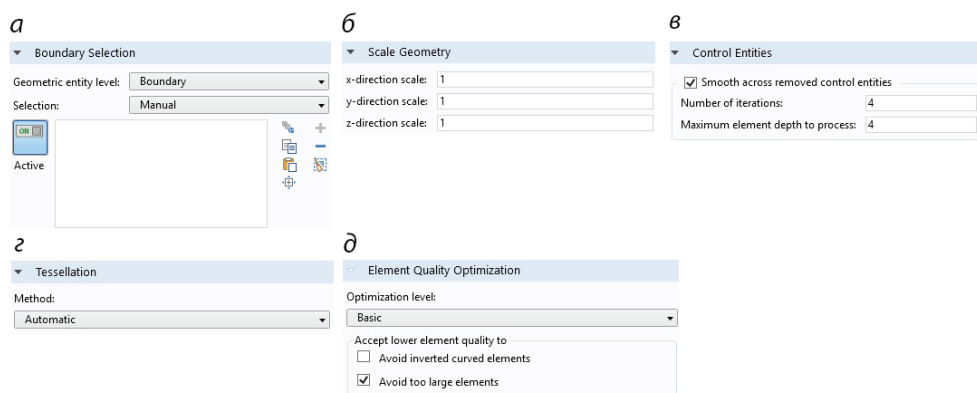 а
Boundary Selection
Geometric entity level: Boundary
Selection: Manual
ON
Active
б
Scale Geometry
x-direction scale: 1
y-direction scale: 1
z-direction scale: 1
в
Control Entities
Smooth across removed control entities
Number of iterations: 4
Maximum element depth to process: 4
г
Tessellation
Method:
Automatic
д
Element Quality Optimization
Optimization level:
Basic
Accept lower element quality to
Avoid inverted curved elements
Avoid too large elements